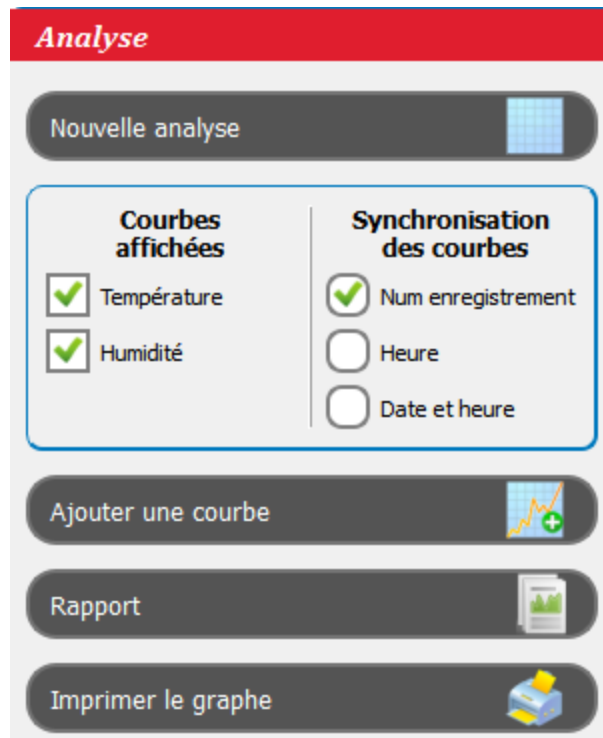 Analyse
Nouvelle analyse
Courbes
affichées
Température
Humidité
Synchronisation
des courbes
Num enregistrement
Heure
Date et heure
Ajouter une courbe
Rapport
Imprimer le graphe